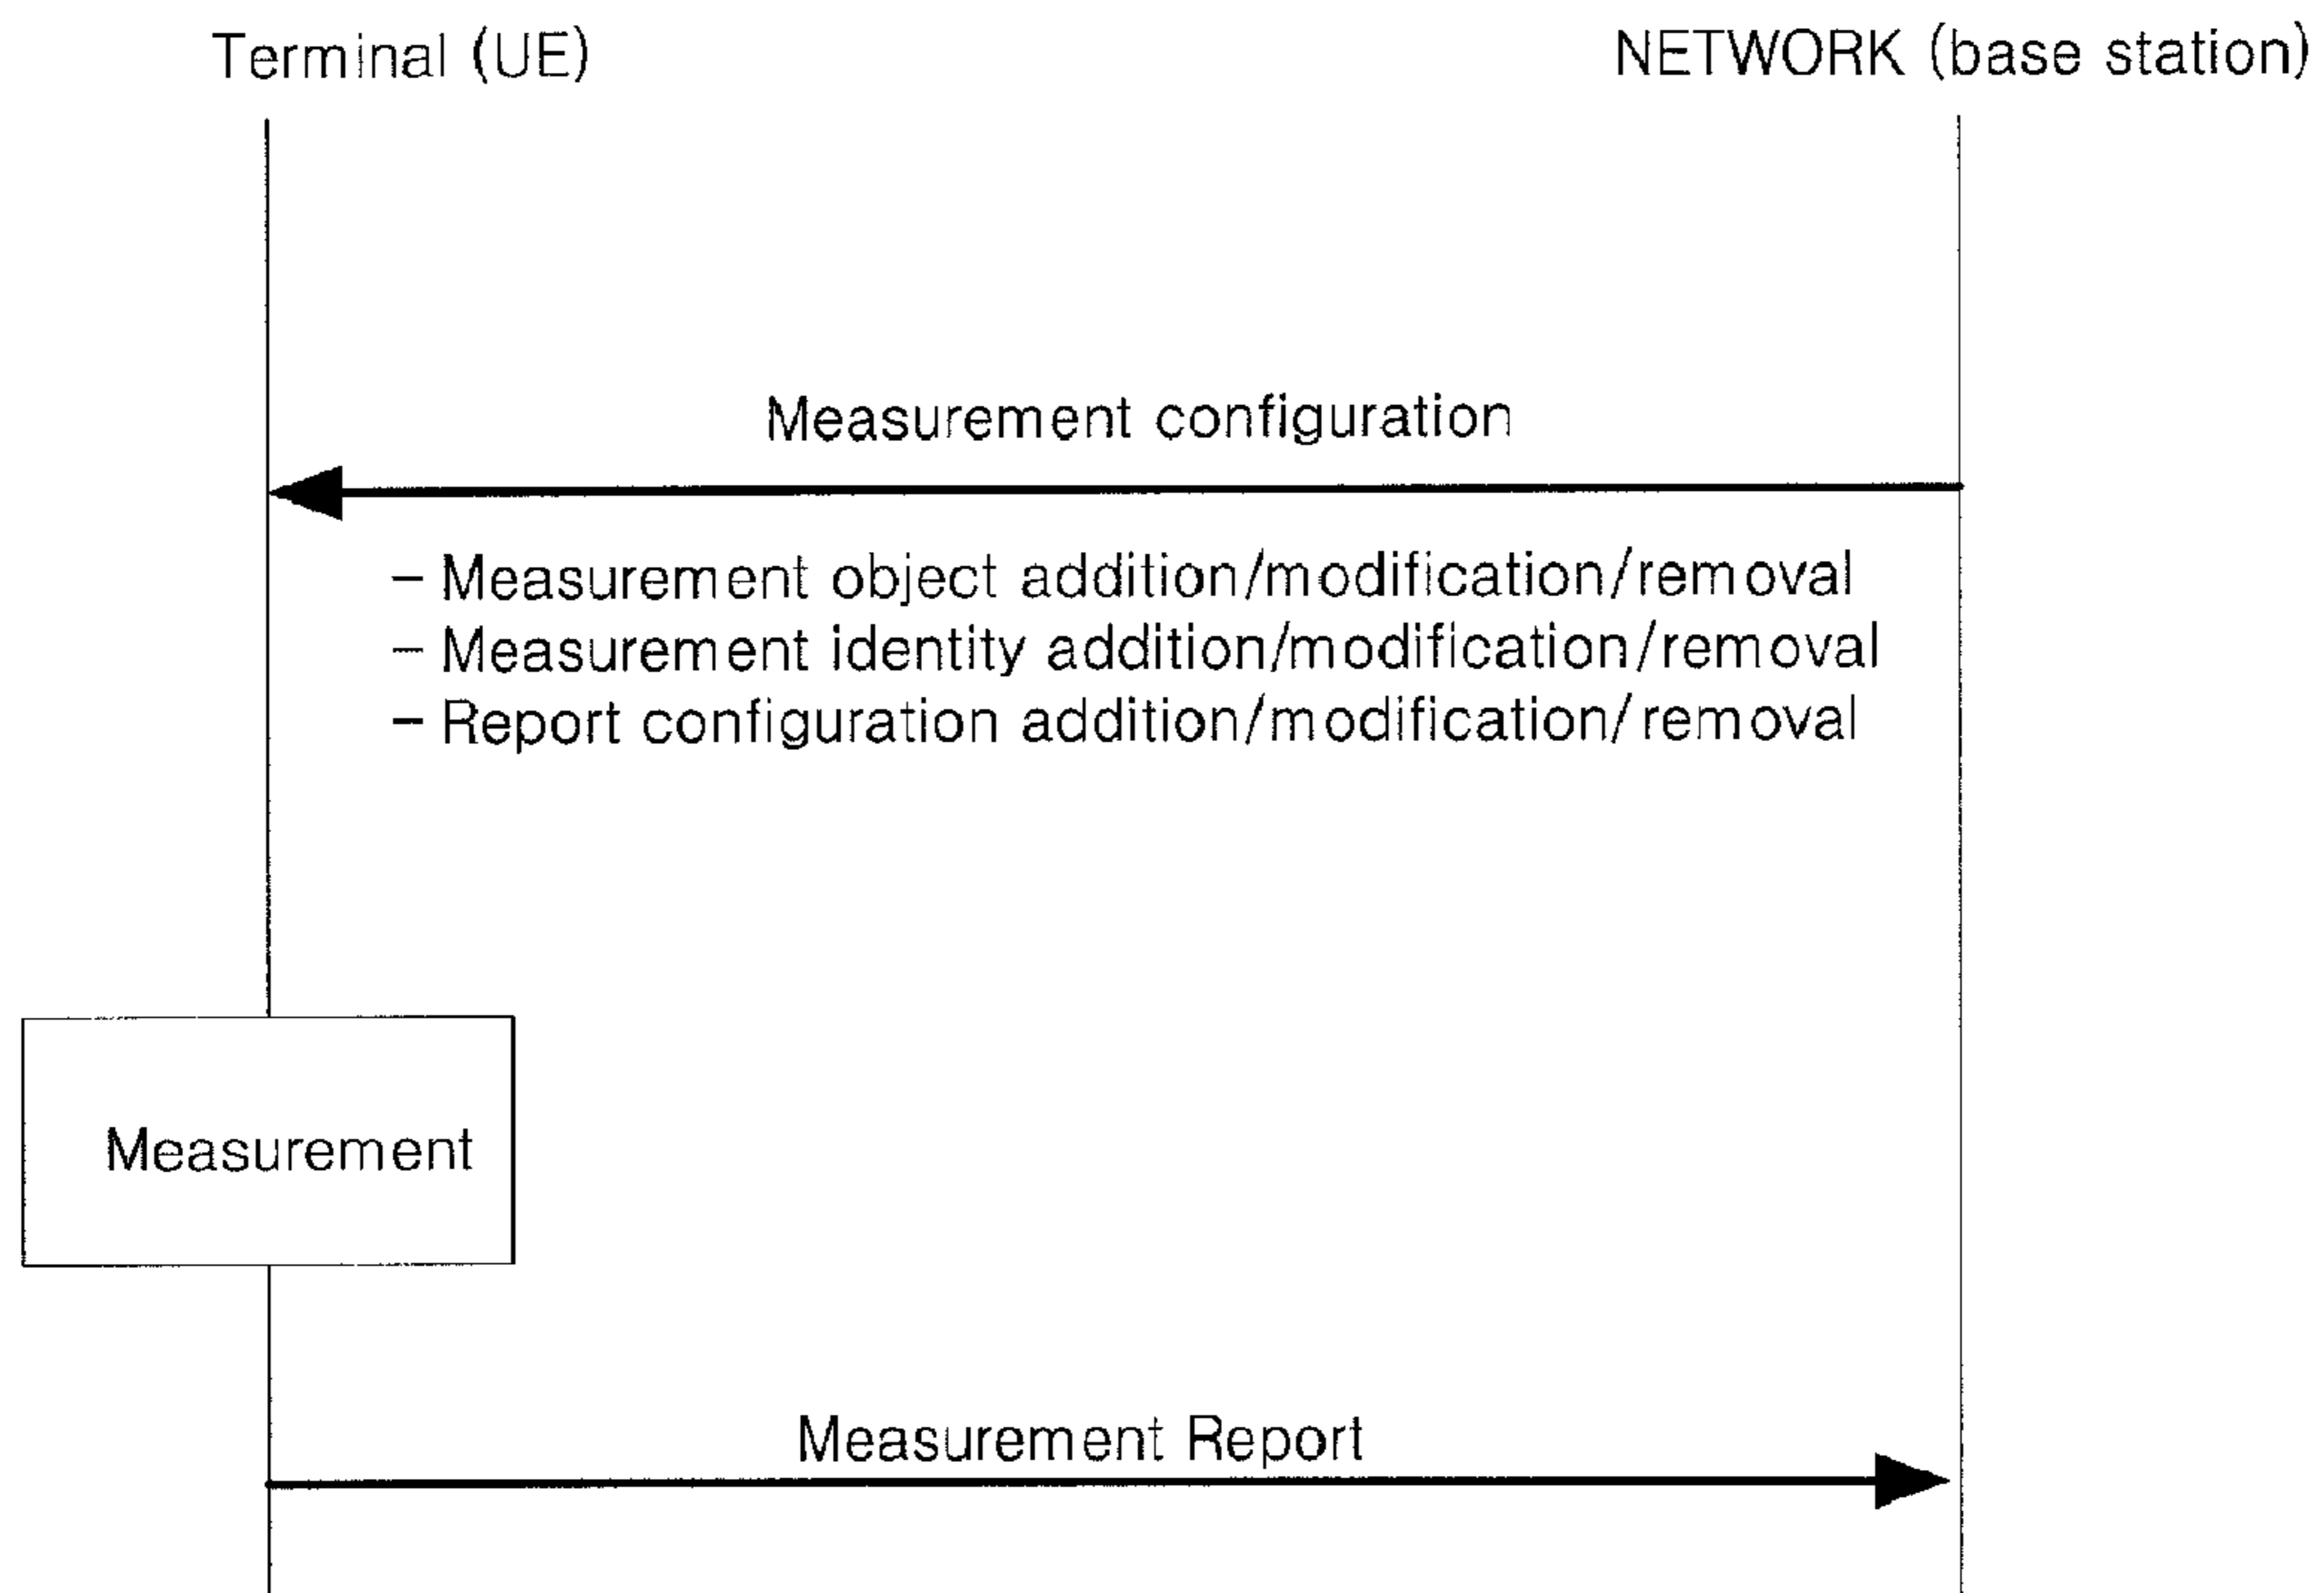 Terminal (UE) NETWORK (base station)
Measurement configuration
- Measurement object addition/modification/removal
- Measurement identity addition/modification/removal
- Report configuration addition/modification/removal
Measurement
Measurement Report